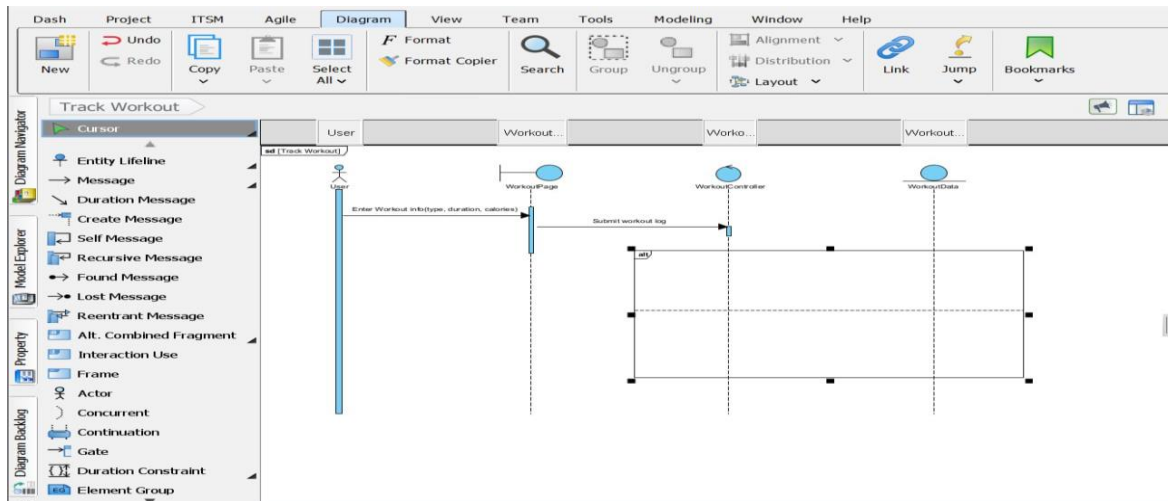 Dash Project ITSM Agile Diagram View Team Tools Modeling Window Help
New
Undo
Redo
Copy
Paste
Select All
Format
Format Copier
Search
Group
Ungroup
Alignment
Distribution
Layout
Link
Jump
Bookmarks
Track Workout
Diagram Navigator
Model Explorer
Property
Diagram Backlog
Cursor
Entity Lifeline
Message
Duration Message
Create Message
Self Message
Recursive Message
Found Message
Lost Message
Reentrant Message
Alt. Combined Fragment
Interaction Use
Frame
Actor
Concurrent
Continuation
Gate
Duration Constraint
Element Group
User Workout... Worko... Workout...
sd [Track Workout]
User WorkoutPage WorkoutController WorkoutData
Enter Workout info(type, duration, calories)
Submit workout log
alt